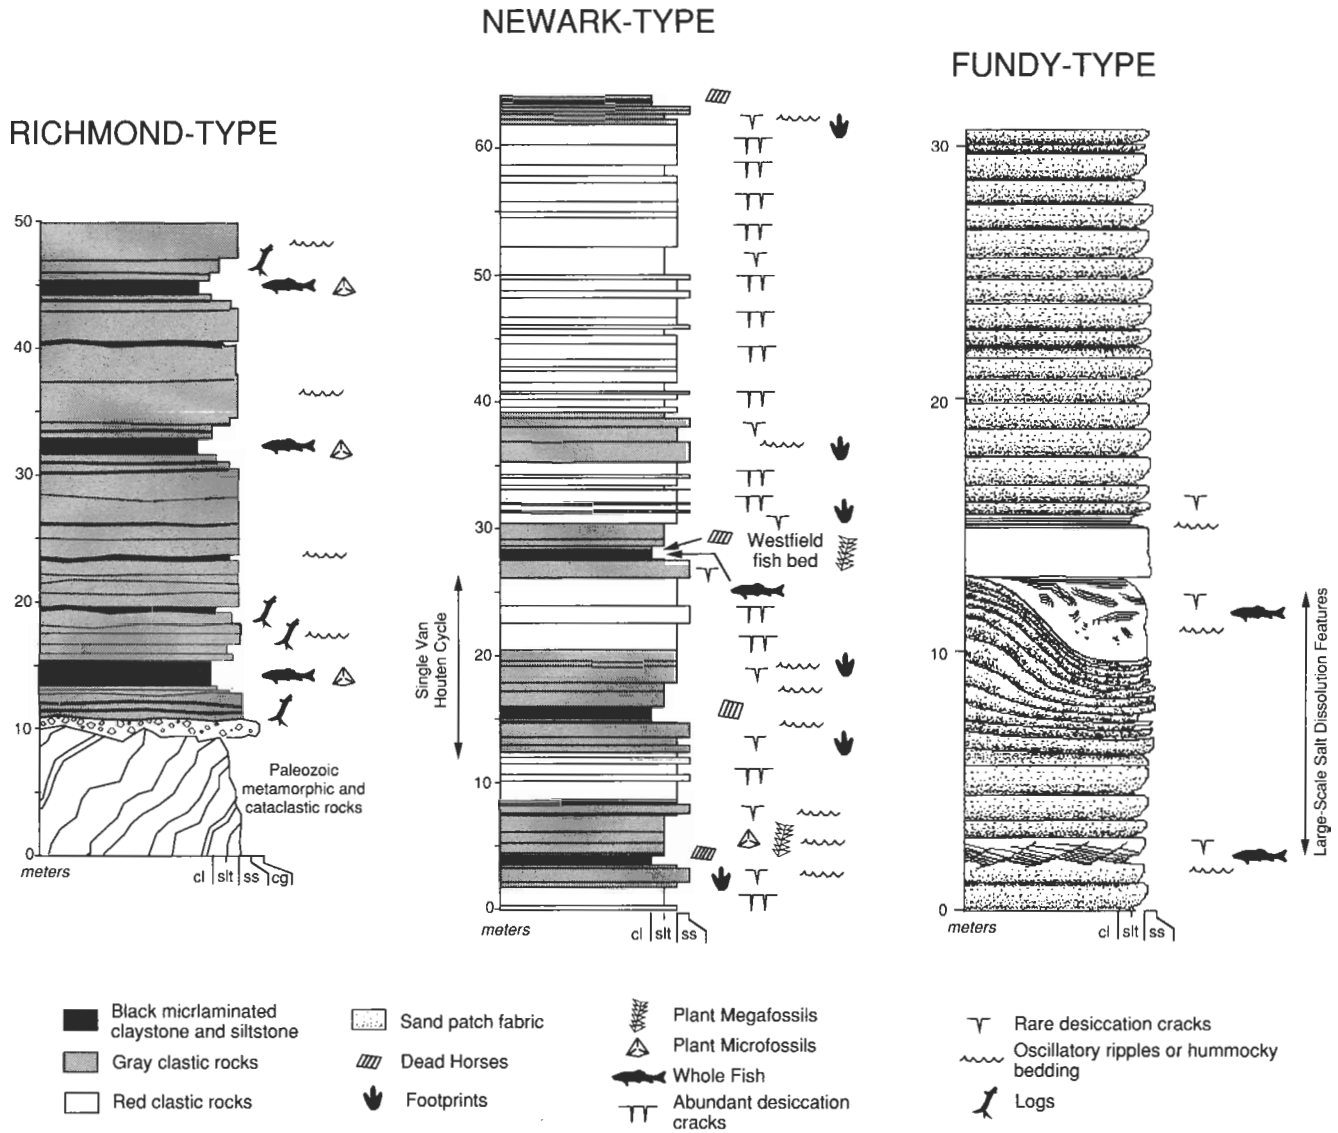 NEWARK-TYPE
FUNDY-TYPE
RICHMOND-TYPE
50
40
30
20
10
0
meters
cl slt ss cg
Paleozoic
metamorphic and
cataclastic rocks
60
50
40
30
20
10
0
meters
cl slt ss
Single Van
Houten Cycle
Westfield
fish bed
30
20
10
0
meters
cl slt ss
Large-Scale Salt Dissolution Features
Black micrlaminated
claystone and siltstone
Gray clastic rocks
Red clastic rocks
Sand patch fabric
Dead Horses
Footprints
Plant Megafossils
Plant Microfossils
Whole Fish
Abundant desiccation
cracks
Rare desiccation cracks
Oscillatory ripples or hummocky
bedding
Logs